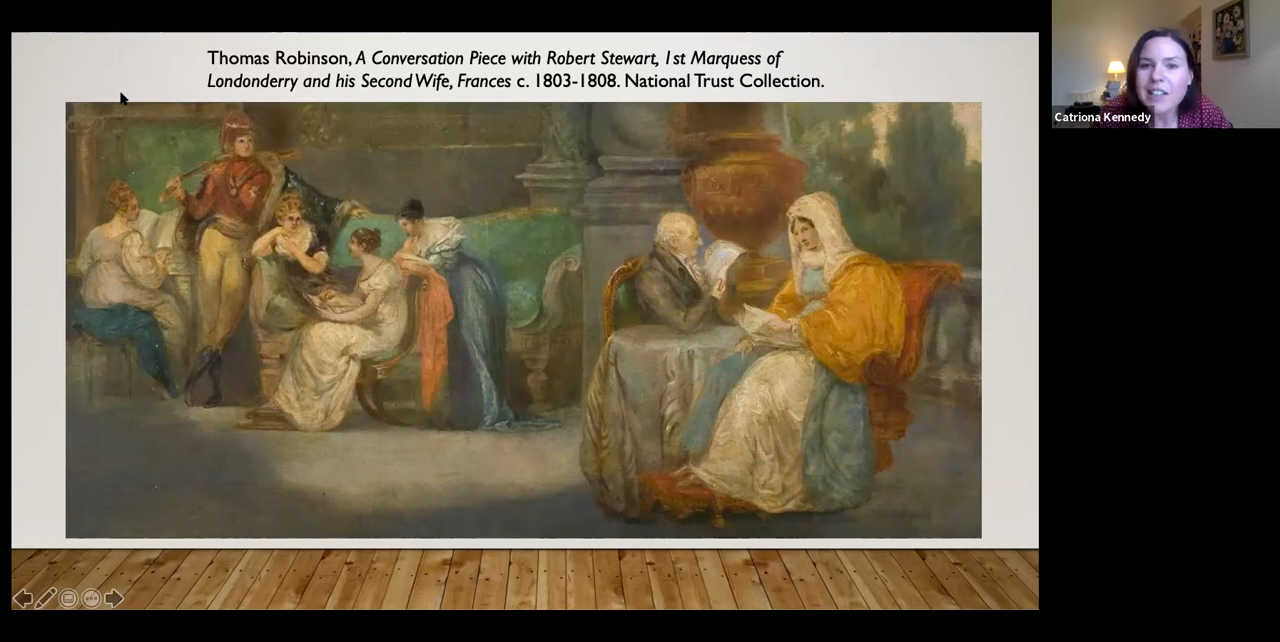 Thomas Robinson, A Conversation Piece with Robert Stewart, 1st Marquess of
Londonderry and his Second Wife, Frances c. 1803-1808. National Trust Collection.
Catriona Kennedy